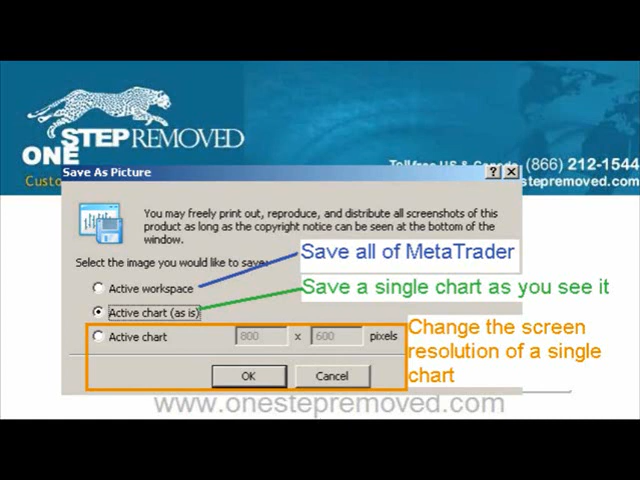 ONE STEP REMOVED
Toll free US & Canada (866) 212-1544
Save As Picture
You may freely print out, reproduce, and distribute all screenshots of this
product as long as the copyright notice can be seen at the bottom of the
window.
Save all of MetaTrader
Select the image you would like to save:
Active workspace
Save a single chart as you see it
Active chart (as is)
Active chart 800 x 600 pixels
Change the screen
resolution of a single
chart
OK Cancel
www.onestepremoved.com